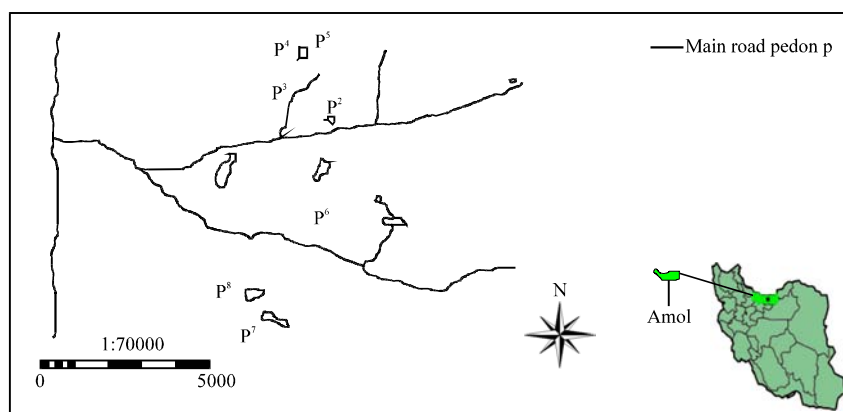 P⁴ P⁵
Main road pedon p
P³
P²
P⁶
P⁸
P⁷
N
Amol
1:70000
0 5000